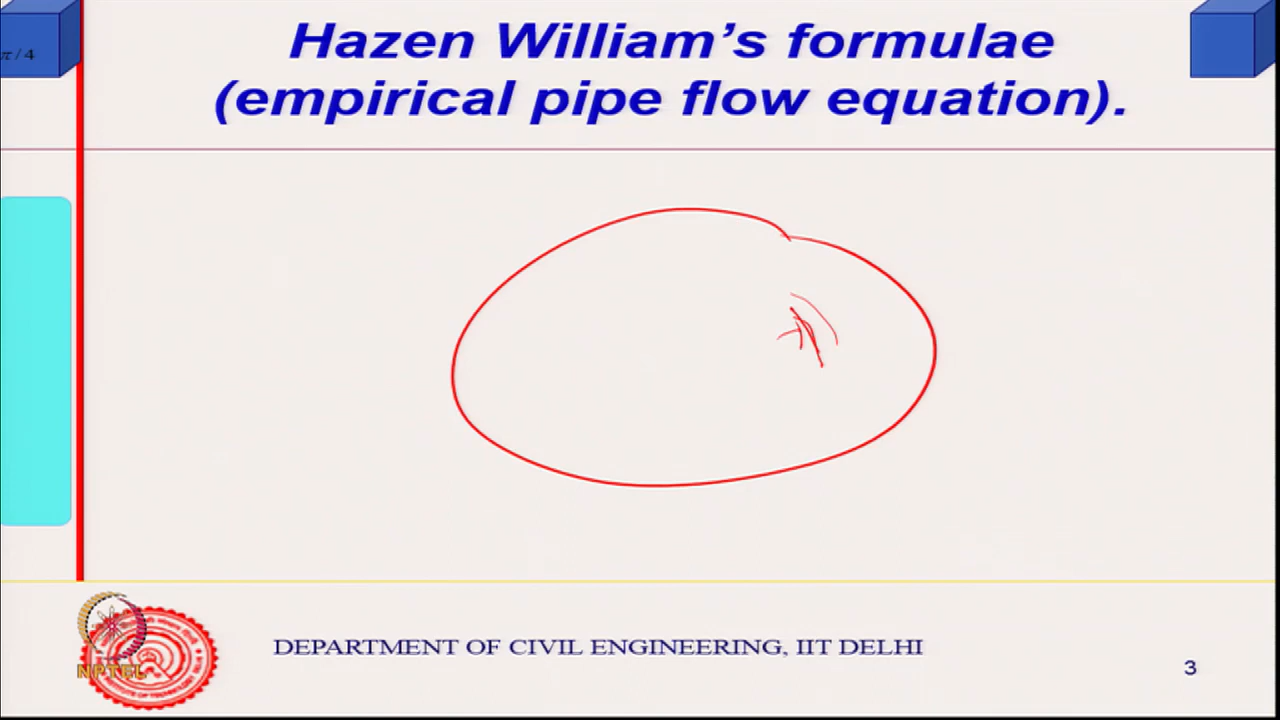 π/4
Hazen William's formulae
(empirical pipe flow equation).
NPTEL
DEPARTMENT OF CIVIL ENGINEERING, IIT DELHI
3